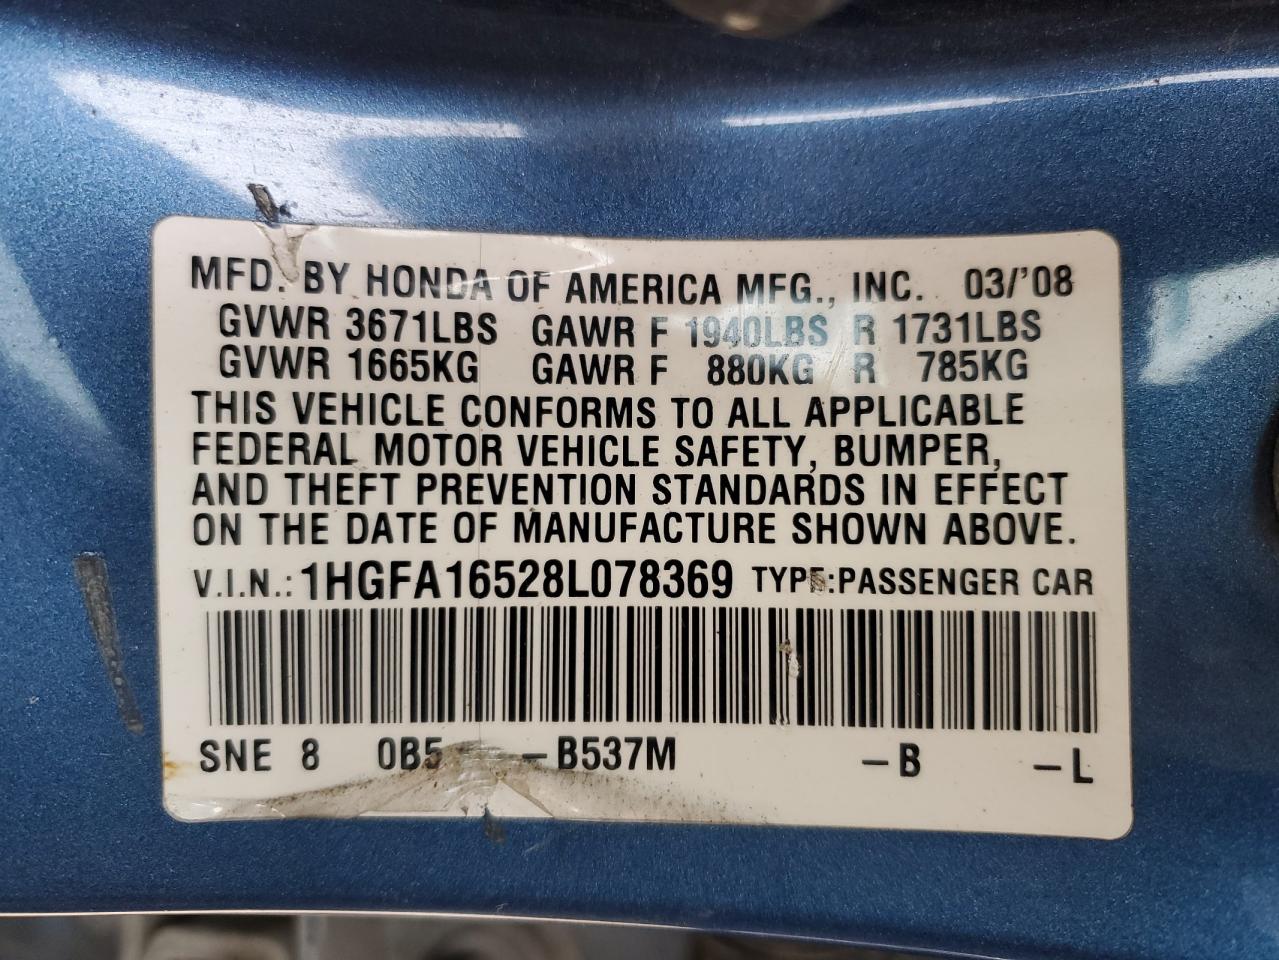 MFD. BY HONDA OF AMERICA MFG., INC. 03/'08
GVWR 3671LBS GAWR F 1940LBS R 1731LBS
GVWR 1665KG GAWR F 880KG R 785KG
THIS VEHICLE CONFORMS TO ALL APPLICABLE
FEDERAL MOTOR VEHICLE SAFETY, BUMPER,
AND THEFT PREVENTION STANDARDS IN EFFECT
ON THE DATE OF MANUFACTURE SHOWN ABOVE.
V.I.N.: 1HGFA16528L078369 TYPE:PASSENGER CAR
SNE 8 0B5 –B537M –B –L